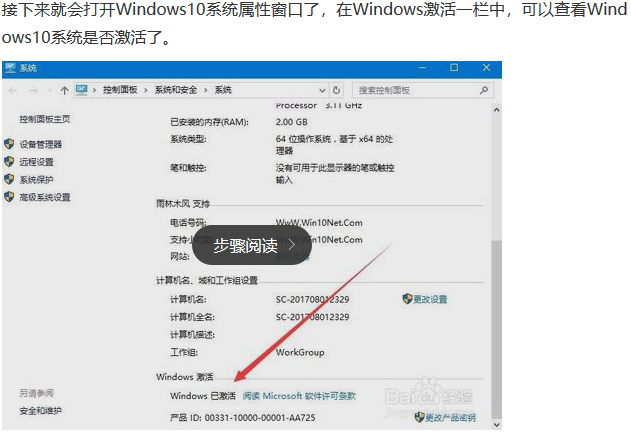 接下来就会打开Windows10系统属性窗口了，在Windows激活一栏中，可以查看Wind
ows10系统是否激活了。
系统
控制面板 系统和安全 系统
搜索控制面板
控制面板主页
设备管理器
远程设置
系统保护
高级系统设置
Processor 3.11 GHz
已安装的内存(RAM): 2.00 GB
系统类型: 64 位操作系统，基于 x64 的处
理器
笔和触控: 没有可用于此显示器的笔或触控
输入
雨林木风 支持
电话号码: WwW.Win10Net.Com
支持小时数: WwW.Win10Net.Com
网站:
步骤阅读
计算机名、域和工作组设置
计算机名: SC-201708012329
更改设置
计算机全名: SC-201708012329
计算机描述:
工作组: WorkGroup
Windows 激活
Windows 已激活 阅读 Microsoft 软件许可条款
产品 ID: 00331-10000-00001-AA725
更改产品密钥
另请参阅
安全和维护
Baidu 经验